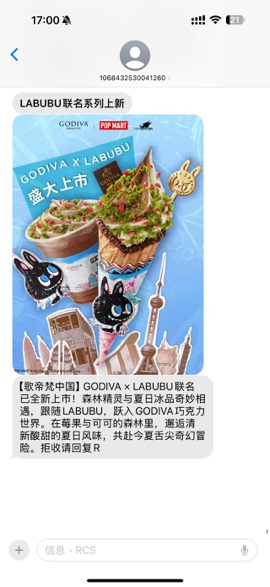 17:00
21
1068432530041260
LABUBU联名系列上新
GODIVA
POP MART
GODIVA X LABUBU
盛大上市
GODIVA
【歌帝梵中国】GODIVA × LABUBU联名
已全新上市！森林精灵与夏日冰品奇妙相
遇，跟随LABUBU，跃入GODIVA巧克力
世界。在莓果与可可的森林里，邂逅清
新酸甜的夏日风味，共赴今夏舌尖奇幻冒
险。拒收请回复R
信息・RCS